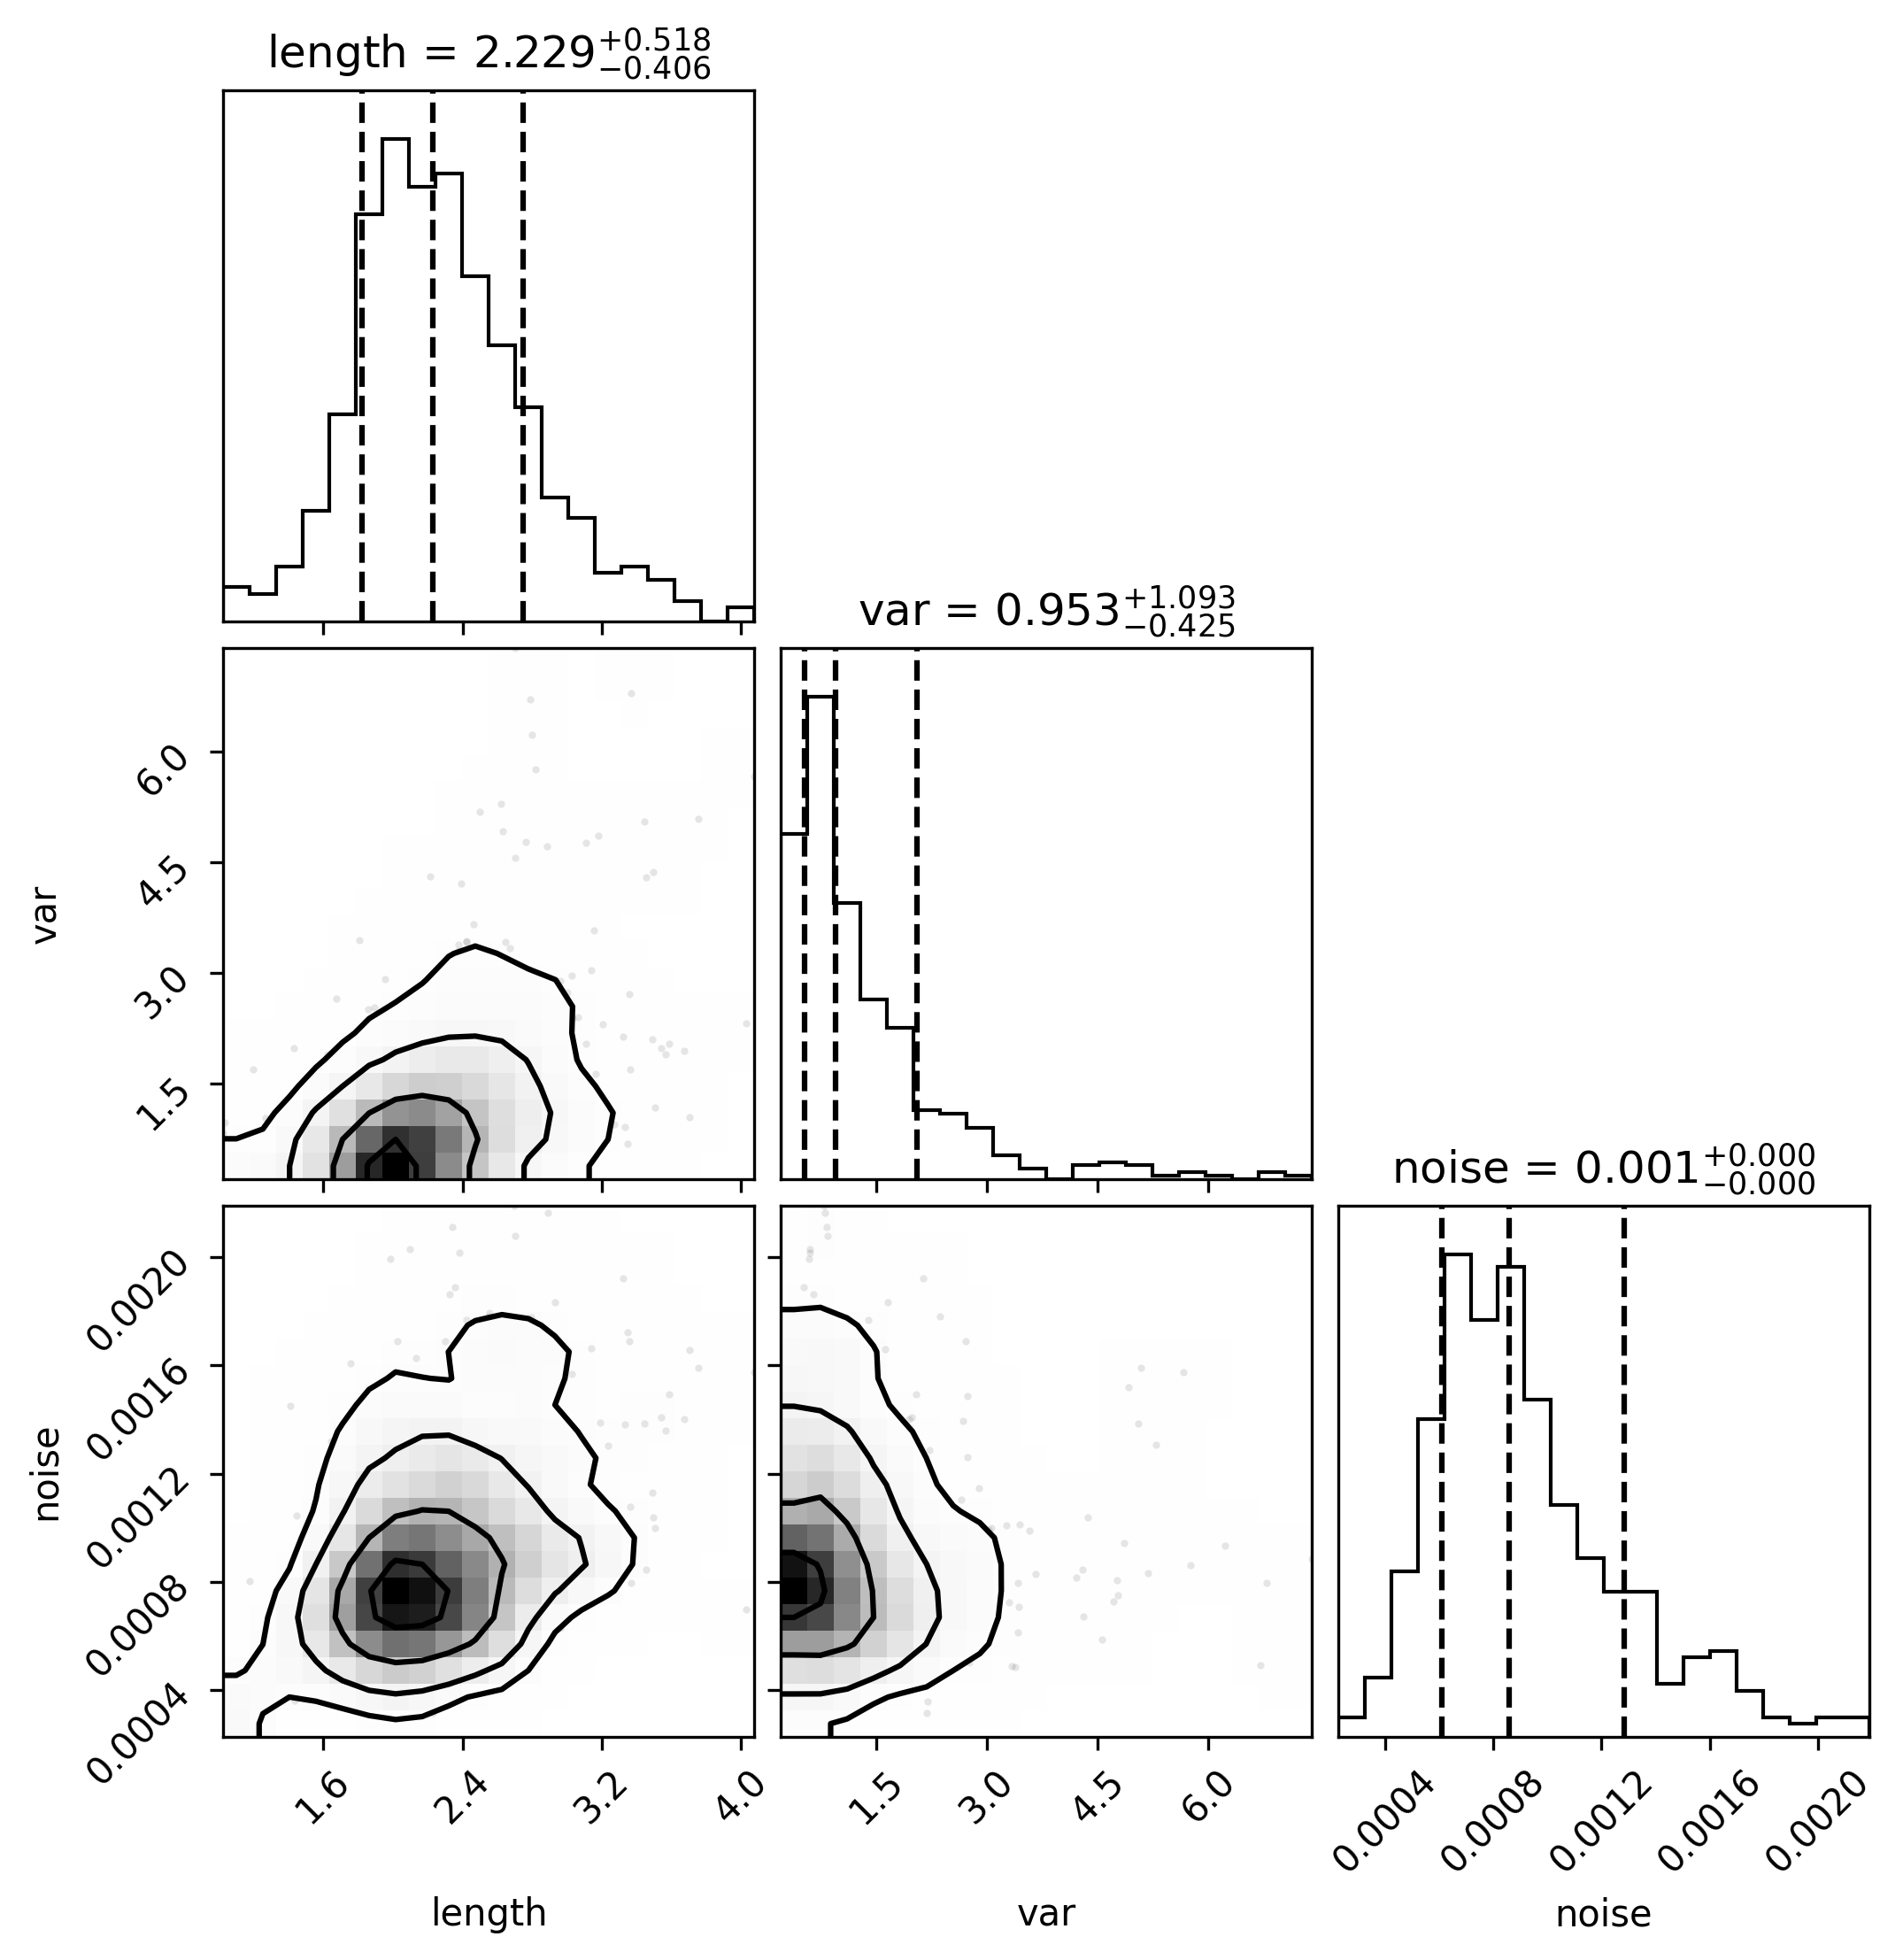 length = 2.229 +0.518 −0.406
var = 0.953 +1.093 −0.425
6.0
4.5
3.0
1.5
var
noise = 0.001 +0.000 −0.000
0.0020
0.0016
0.0012
0.0008
0.0004
noise
1.6 2.4 3.2 4.0
1.5 3.0 4.5 6.0
0.0004 0.0008 0.0012 0.0016 0.0020
length
var
noise